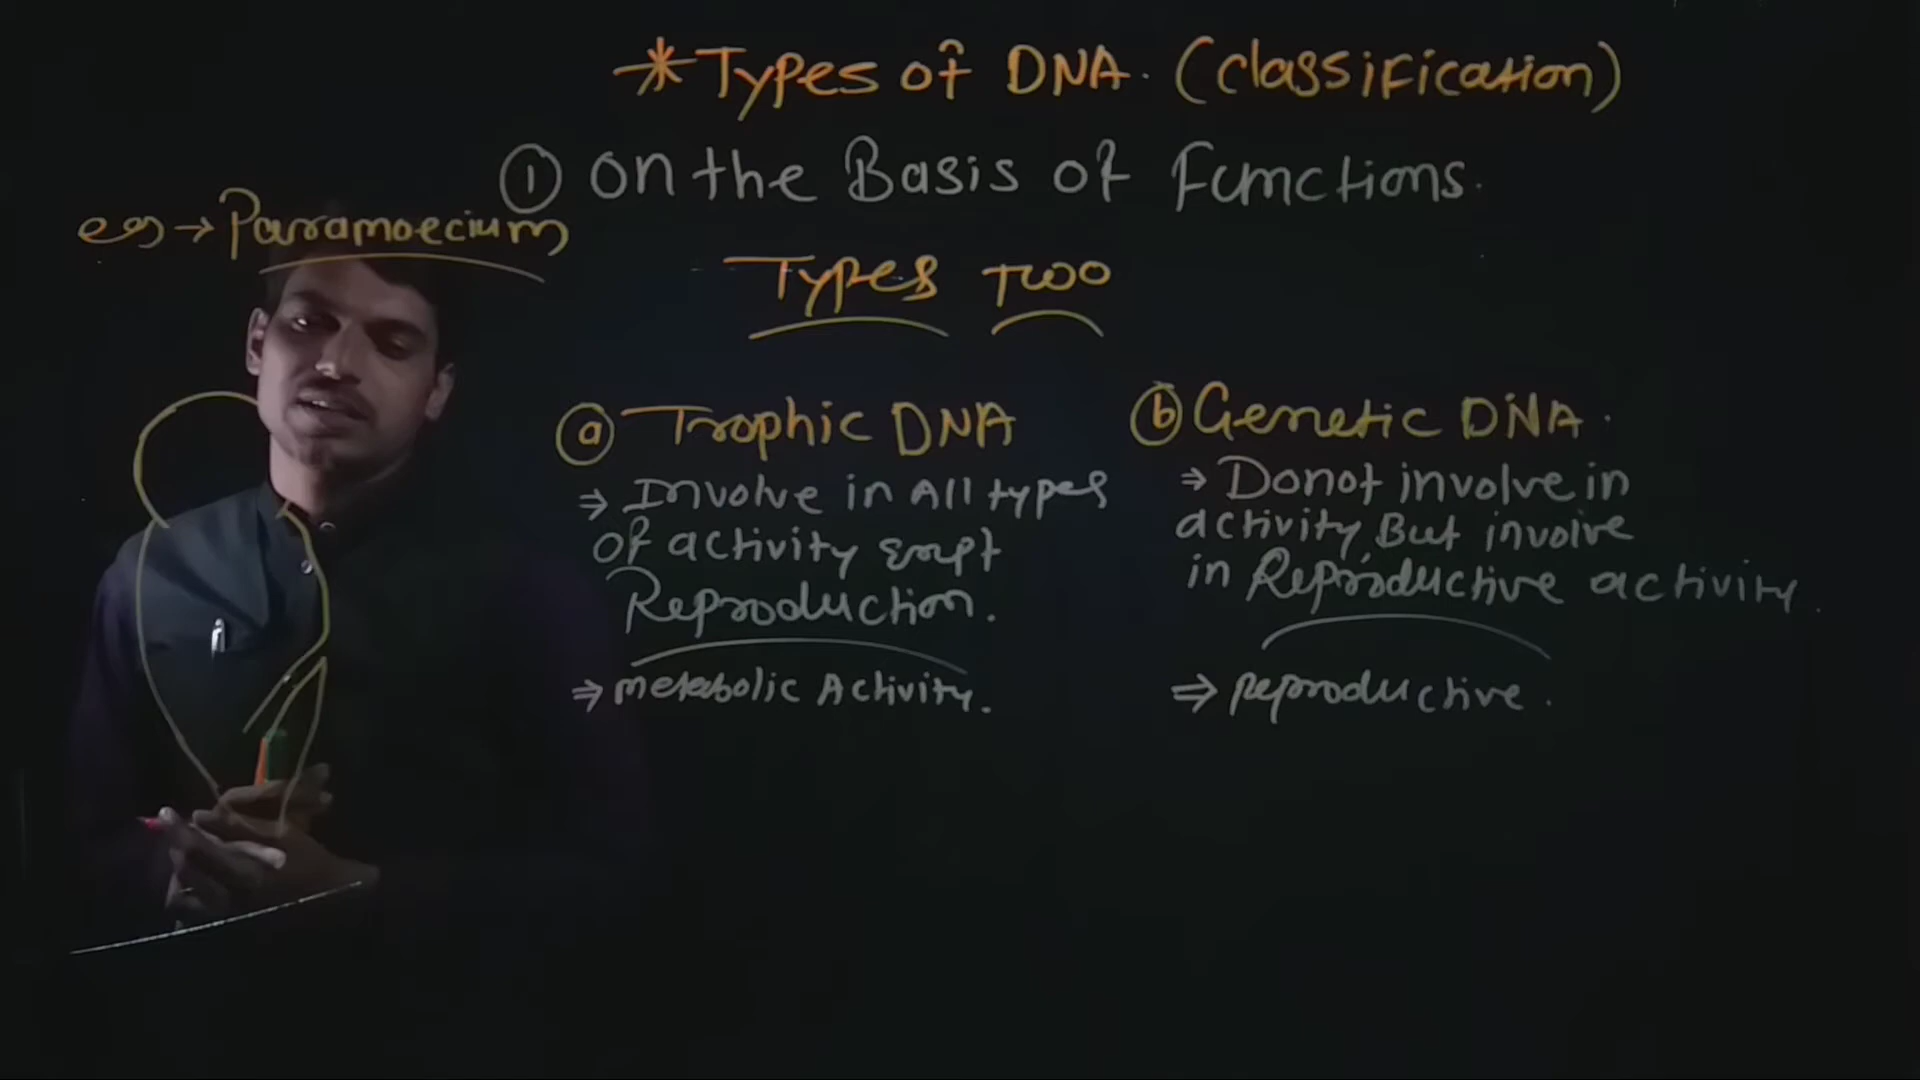 *Types of DNA. (classification)
① on the Basis of Functions.
eg → Parramoecium
Types Two
ⓐ Trophic DNA
⇒ Involve in All types
of activity
Reproduction.
⇒ metabolic Activity.
ⓑ Genetic DNA.
⇒ Donot involve in
activity, But involve
in Reproductive activity.
⇒ reproductive.